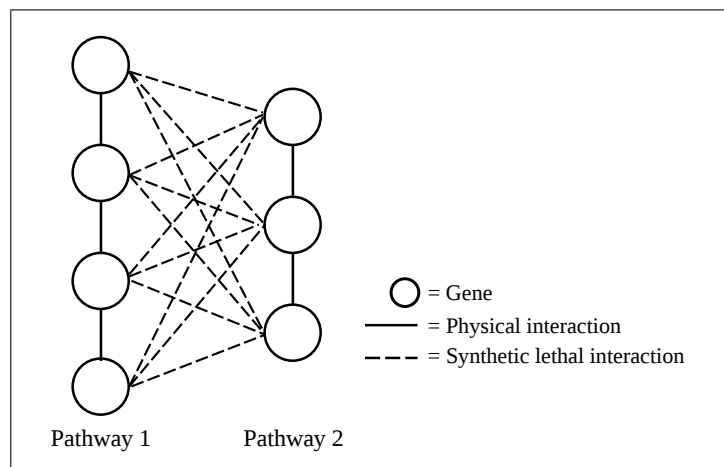 = Gene
= Physical interaction
= Synthetic lethal interaction
Pathway 1 Pathway 2